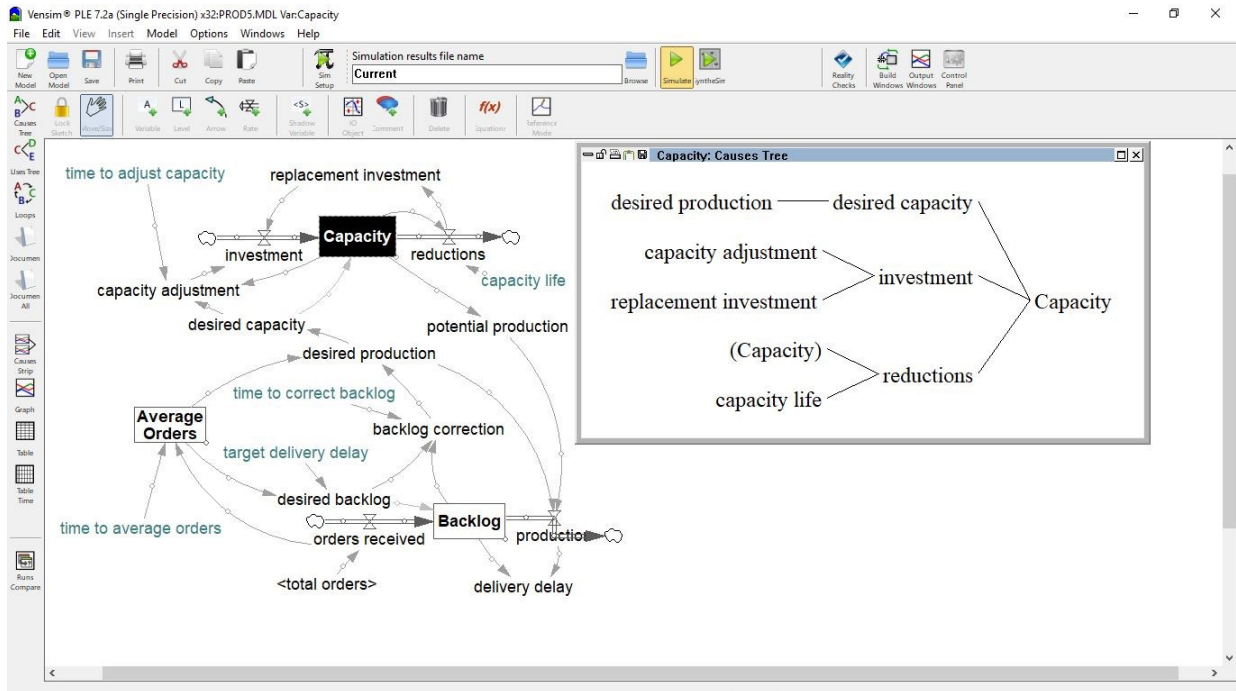 Vensim® PLE 7.2a (Single Precision) x32:PROD5.MDL Var:Capacity
File Edit View Insert Model Options Windows Help
Simulation results file name
Current
New Model
Open Model
Save
Print
Cut
Copy
Paste
Sim Setup
Browse
Simulate
SyntheSim
Reality Checks
Build Windows
Output Windows
Control Panel
A
B
C
Causes Tree
Lock Sketch
Move/Size
A
Variable
L
Level
Arrow
Rate
<S>
Shadow Variable
IO Object
Comment
Delete
f(x)
Equations
Reference Mode
C
D
E
Uses Tree
A
C
B
Loops
Documen
Documen All
Causes Strip
Graph
Table
Table Time
Runs Compare
time to adjust capacity
replacement investment
Capacity
investment
reductions
capacity adjustment
capacity life
desired capacity
potential production
desired production
time to correct backlog
Average
Orders
backlog correction
target delivery delay
desired backlog
Backlog
time to average orders
orders received
production
<total orders>
delivery delay
Capacity: Causes Tree
desired production
desired capacity
capacity adjustment
investment
replacement investment
Capacity
(Capacity)
reductions
capacity life